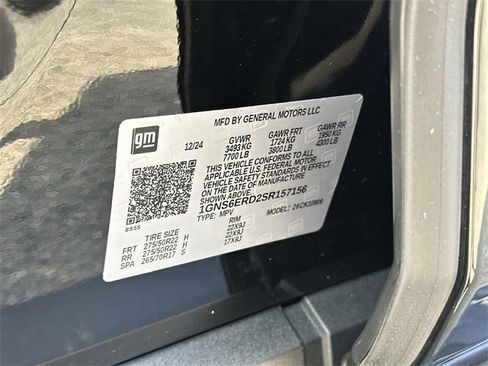 gm
MFD BY GENERAL MOTORS LLC
12/24 GVWR GAWR FRT GAWR RR
3493 KG 1724 KG 1950 KG
7700 LB 3800 LB 4300 LB
THIS VEHICLE CONFORMS TO ALL
APPLICABLE U.S. FEDERAL MOTOR
VEHICLE SAFETY STANDARDS IN EFFECT
ON THE DATE OF MANUFACTURE
SHOWN ABOVE.
1GNS6ERD2SR157156
TYPE: MPV MODEL:
8555
TIRE SIZE RIM
FRT 275/50R22 H 22X9J
RR 275/50R22 H 22X9J
SPA 265/70R17 S 17X8J